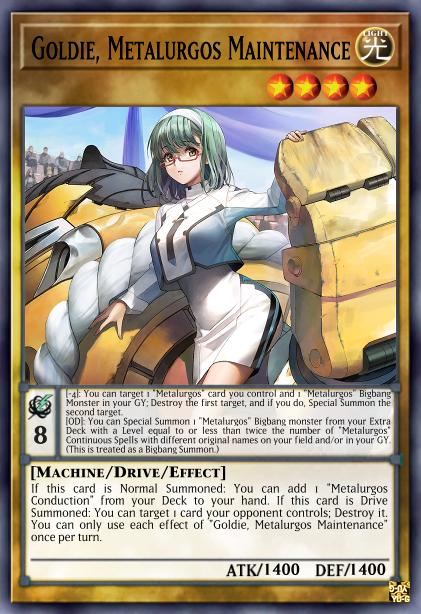 GOLDIE, METALURGOS MAINTENANCE
LIGHT
光
[-4]: You can target 1 "Metalurgos" card you control and 1 "Metalurgos" Bigbang
Monster in your GY; Destroy the first target, and if you do, Special Summon the
second target.
[OD]: You can Special Summon 1 "Metalurgos" Bigbang monster from your Extra
Deck with a Level equal to or less than twice the number of "Metalurgos"
Continuous Spells with different original names on your field and/or in your GY.
(This is treated as a Bigbang Summon.)
8
[MACHINE/DRIVE/EFFECT]
If this card is Normal Summoned: You can add 1 "Metalurgos
Conduction" from your Deck to your hand. If this card is Drive
Summoned: You can target 1 card your opponent controls; Destroy it.
You can only use each effect of "Goldie, Metalurgos Maintenance"
once per turn.
ATK/1400 DEF/1400